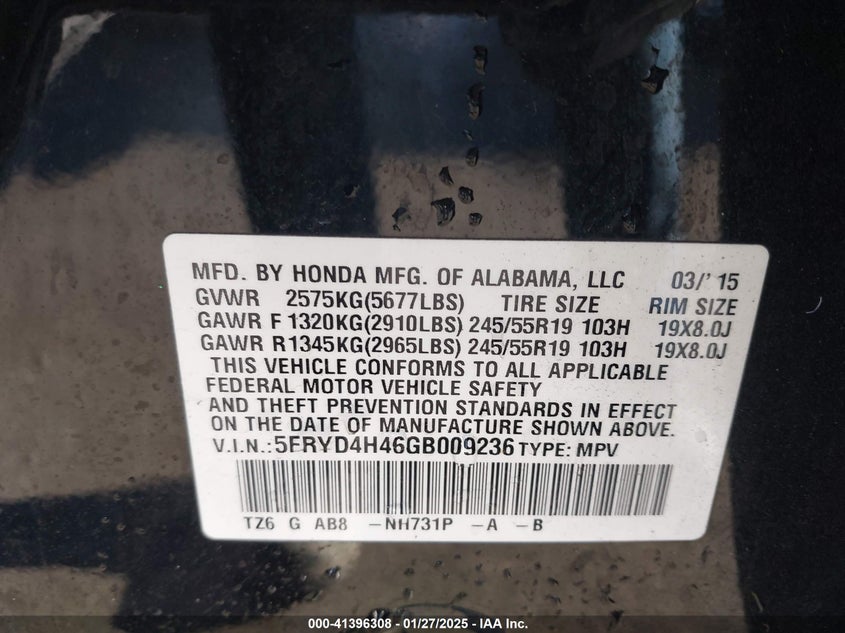 MFD. BY HONDA MFG. OF ALABAMA, LLC 03/' 15
GVWR 2575KG(5677LBS) TIRE SIZE RIM SIZE
GAWR F 1320KG(2910LBS) 245/55R19 103H 19X8.0J
GAWR R1345KG(2965LBS) 245/55R19 103H 19X8.0J
THIS VEHICLE CONFORMS TO ALL APPLICABLE
FEDERAL MOTOR VEHICLE SAFETY
AND THEFT PREVENTION STANDARDS IN EFFECT
ON THE DATE OF MANUFACTURE SHOWN ABOVE.
V.I.N.: 5FRYD4H46GB009236 TYPE: MPV
TZ6 G AB8 -NH731P -A -B
000-41396308 - 01/27/2025 - IAA Inc.